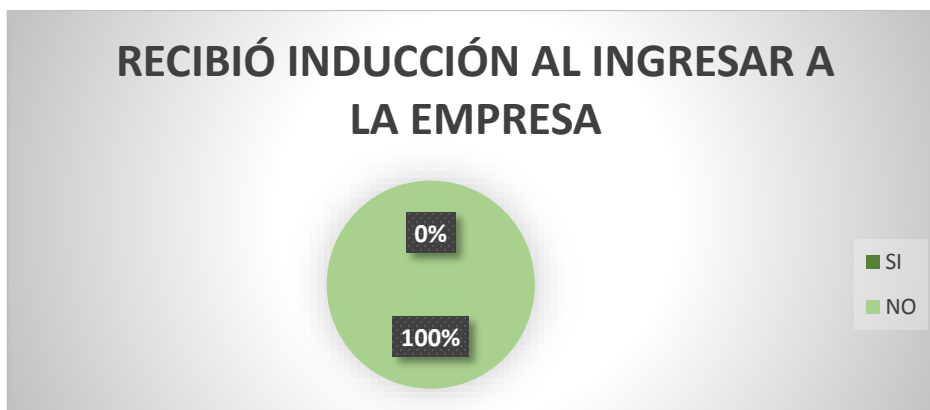 RECIBIÓ INDUCCIÓN AL INGRESAR A
LA EMPRESA
0%
100%
SI
NO